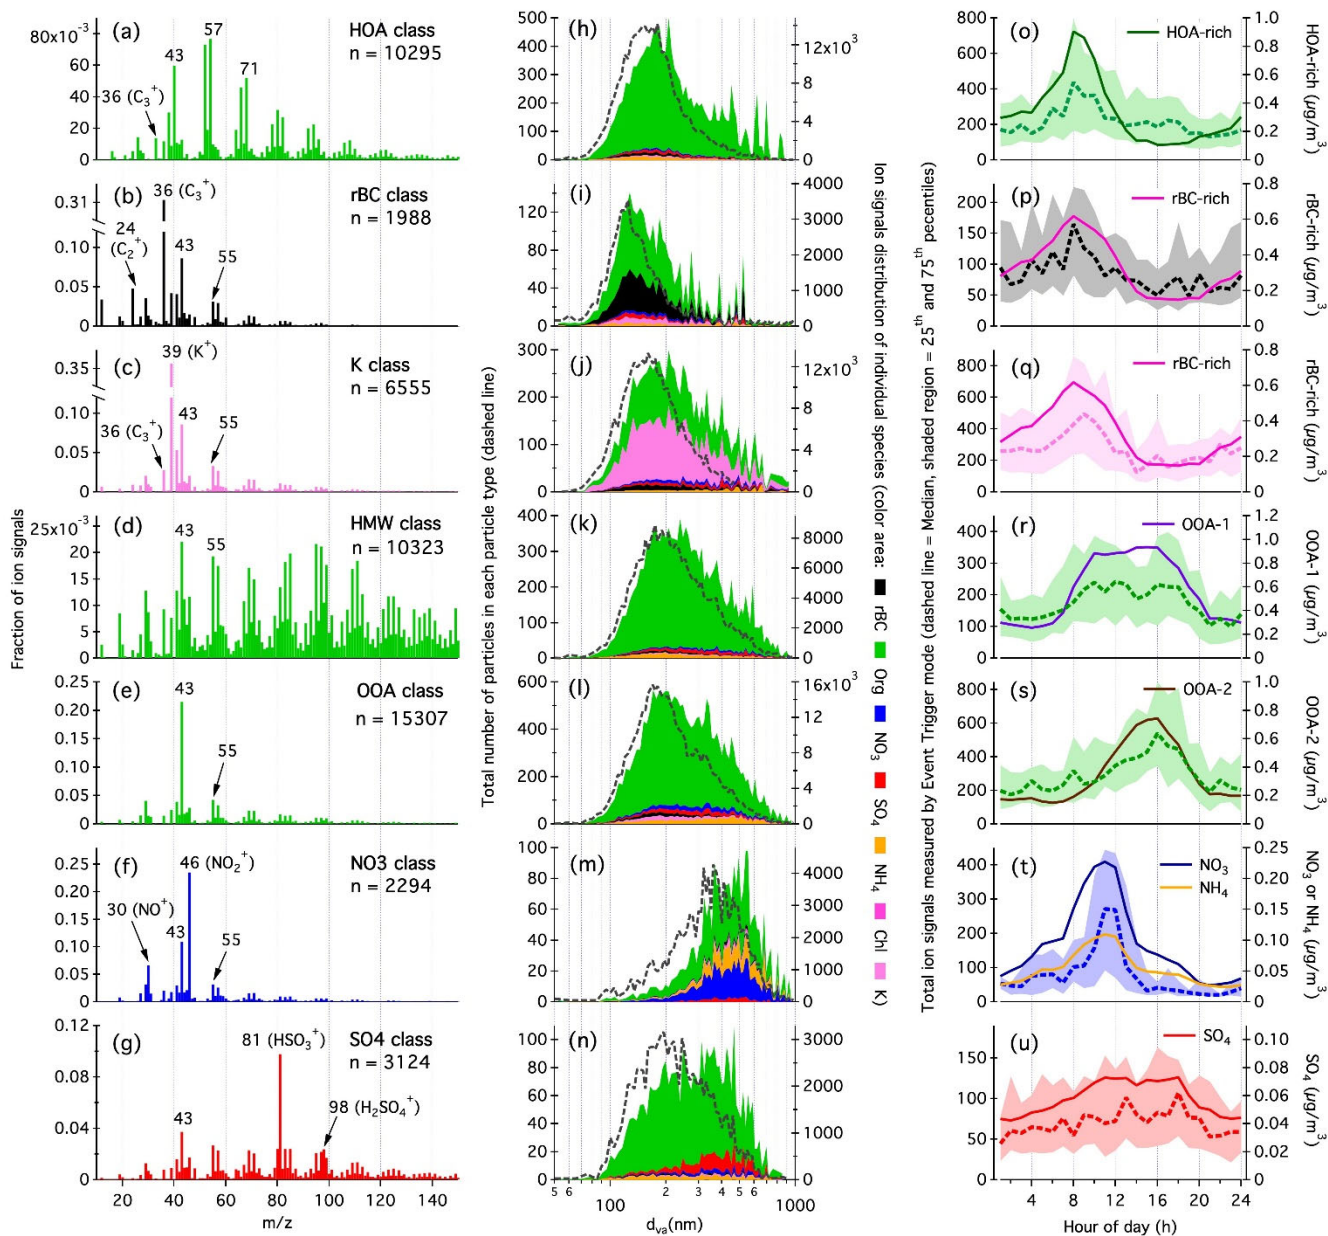 Fraction of ion signals
(a)
HOA class
n = 10295
80x10⁻³
60
40
20
0
36 (C₃⁺)
43
57
71
(b)
rBC class
n = 1988
0.31
0.10
0.05
0.00
24
(C₂⁺)
36 (C₃⁺)
43
55
(c)
K class
n = 6555
0.35
0.10
0.05
0.00
39 (K⁺)
36 (C₃⁺)
43
55
(d)
HMW class
n = 10323
25x10⁻³
20
15
10
5
0
43
55
(e)
OOA class
n = 15307
0.25
0.20
0.15
0.10
0.05
0.00
43
55
(f)
NO3 class
n = 2294
0.25
0.20
0.15
0.10
0.05
0.00
46 (NO₂⁺)
30 (NO⁺)
43
55
(g)
SO4 class
n = 3124
0.12
0.08
0.04
0.00
81 (HSO₃⁺)
98 (H₂SO₄⁺)
43
20 40 60 80 100 120 140
m/z
Total number of particles in each particle type (dashed line)
(h)
500
400
300
200
100
0
12x10³
8
4
0
(i)
120
80
40
0
4000
3000
2000
1000
0
(j)
300
200
100
0
12x10³
8
4
0
(k)
400
300
200
100
0
8000
6000
4000
2000
0
(l)
600
400
200
0
16x10³
12
8
4
0
(m)
100
80
60
40
20
0
4000
3000
2000
1000
0
(n)
100
80
60
40
20
0
3000
2000
1000
0
5 6 100 2 3 4 5 6 1000
dᵥₐ(nm)
Ion signals distribution of individual species (color area: rBC Org NO₃ SO₄ NH₄ Chl K)
Total ion signals measured by Event Trigger mode (dashed line = Median, shaded region = 25ᵗʰ and 75ᵗʰ pecentiles)
(o)
HOA-rich
800
600
400
200
0
1.0
0.8
0.6
0.4
0.2
0.0
HOA-rich (µg/m³)
(p)
rBC-rich
200
150
100
50
0
0.8
0.6
0.4
0.2
0.0
rBC-rich (µg/m³)
(q)
rBC-rich
800
600
400
200
0
0.8
0.6
0.4
0.2
0.0
rBC-rich (µg/m³)
(r)
OOA-1
400
300
200
100
0
1.2
1.0
0.8
0.6
0.4
0.2
0.0
OOA-1 (µg/m³)
(s)
OOA-2
800
600
400
200
0
1.0
0.8
0.6
0.4
0.2
0.0
OOA-2 (µg/m³)
(t)
NO₃
NH₄
400
300
200
100
0
0.25
0.20
0.15
0.10
0.05
0
NO₃ or NH₄ (µg/m³)
(u)
SO₄
150
100
50
0
0.10
0.08
0.06
0.04
0.02
0.00
SO₄ (µg/m³)
4 8 12 16 20 24
Hour of day (h)